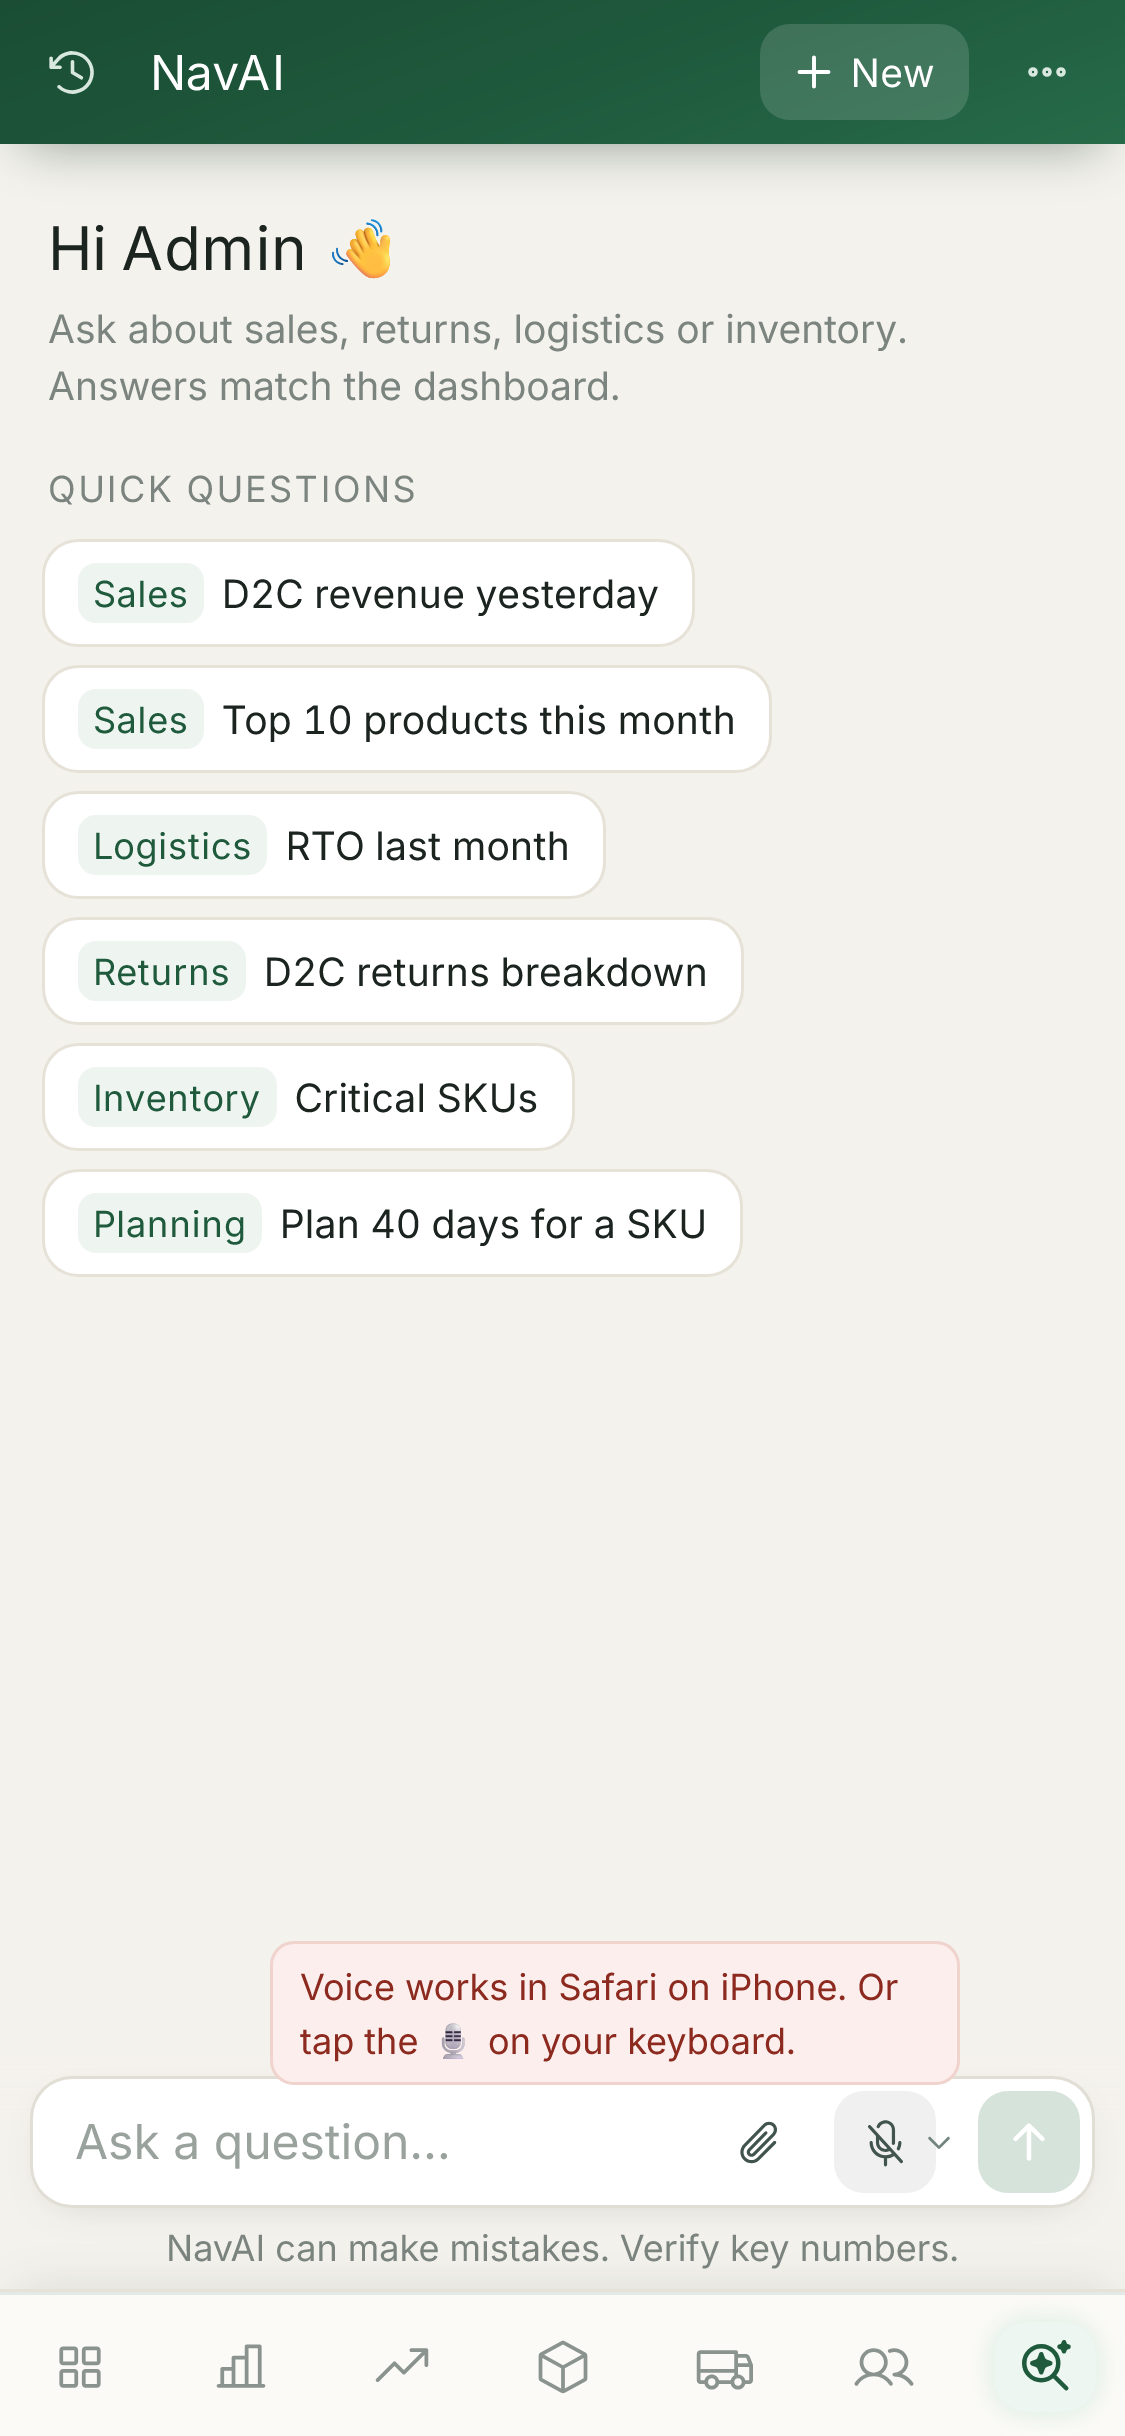 NavAI
New
Hi Admin 👋
Ask about sales, returns, logistics or inventory.
Answers match the dashboard.
QUICK QUESTIONS
Sales D2C revenue yesterday
Sales Top 10 products this month
Logistics RTO last month
Returns D2C returns breakdown
Inventory Critical SKUs
Planning Plan 40 days for a SKU
Voice works in Safari on iPhone. Or
tap the 🎙️ on your keyboard.
Ask a question...
NavAI can make mistakes. Verify key numbers.